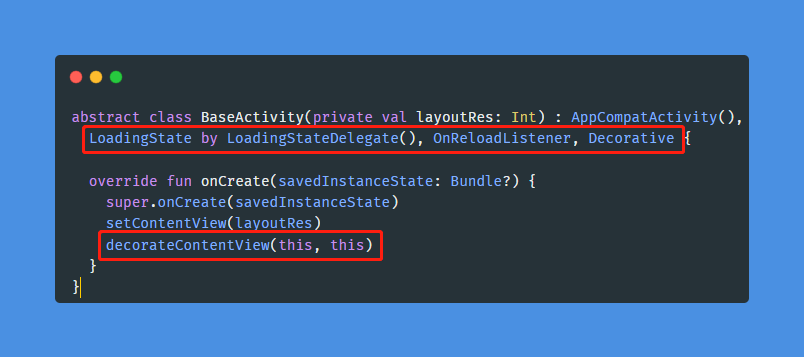 abstract class BaseActivity(private val layoutRes: Int) : AppCompatActivity(),
  LoadingState by LoadingStateDelegate(), OnReloadListener, Decorative {

  override fun onCreate(savedInstanceState: Bundle?) {
    super.onCreate(savedInstanceState)
    setContentView(layoutRes)
    decorateContentView(this, this)
  }
}